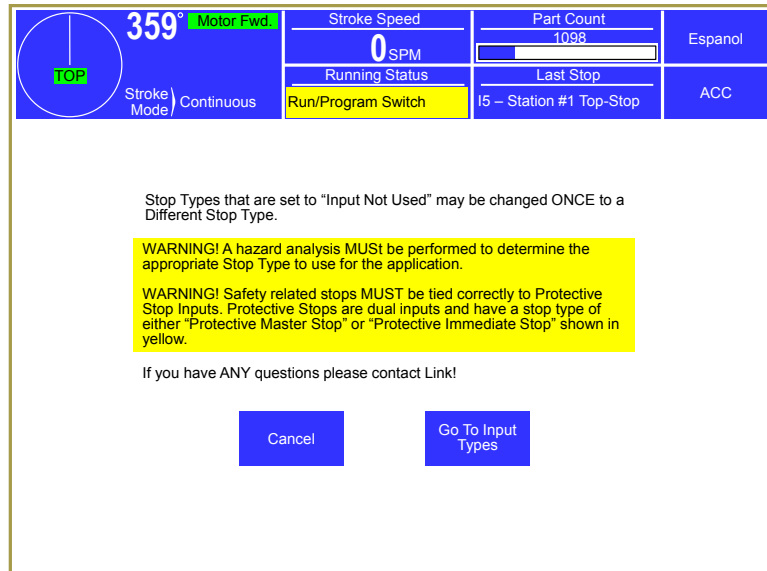 359° Motor Fwd.
TOP
Stroke
Mode) Continuous
Stroke Speed
0 SPM
Part Count
1098
Espanol
Running Status
Run/Program Switch
Last Stop
I5 – Station #1 Top-Stop
ACC
Stop Types that are set to “Input Not Used” may be changed ONCE to a
Different Stop Type.
WARNING! A hazard analysis MUSt be performed to determine the
appropriate Stop Type to use for the application.
WARNING! Safety related stops MUST be tied correctly to Protective
Stop Inputs. Protective Stops are dual inputs and have a stop type of
either “Protective Master Stop” or “Protective Immediate Stop” shown in
yellow.
If you have ANY questions please contact Link!
Cancel
Go To Input
Types